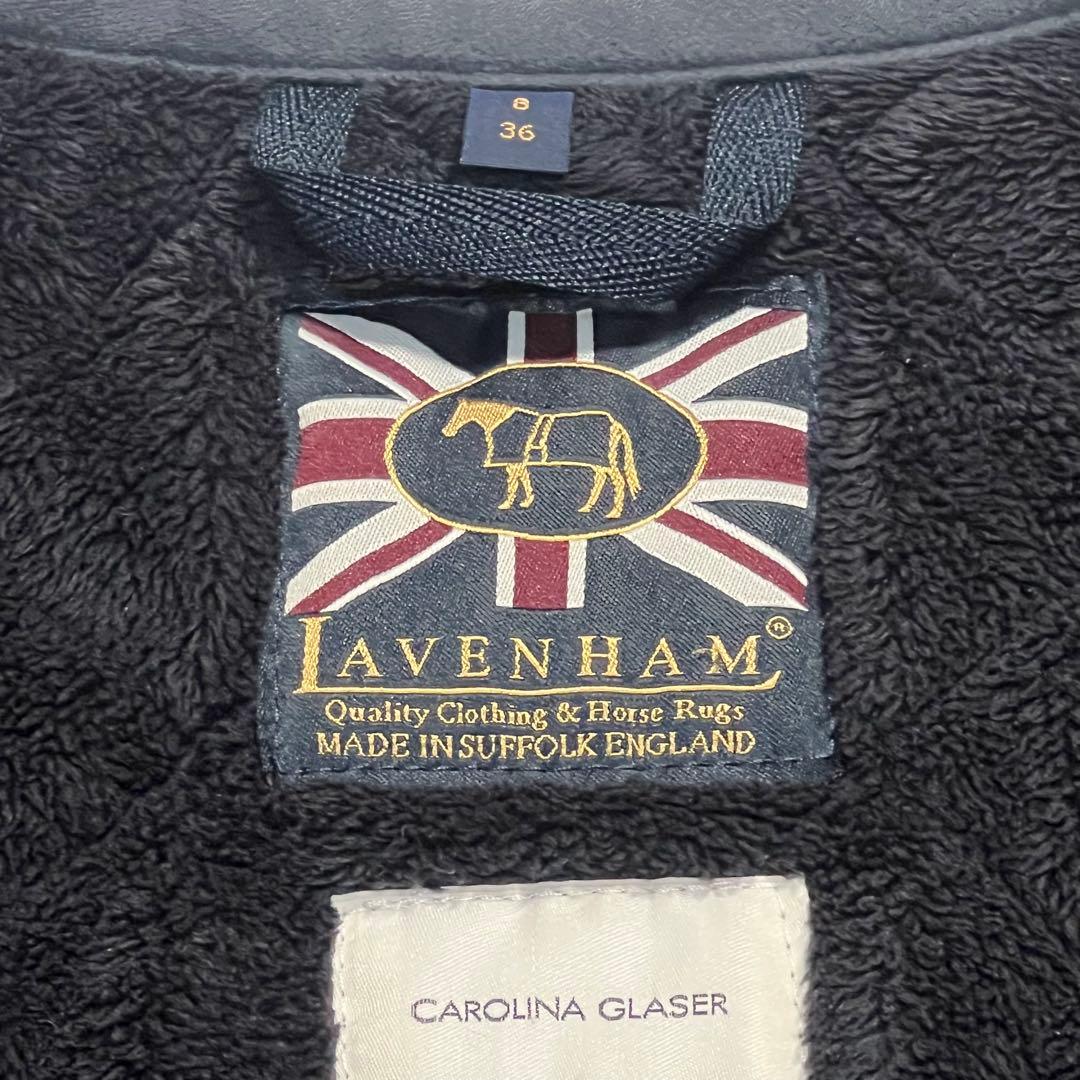 8
36
LAVENHAM®
Quality Clothing & Horse Rugs
MADE IN SUFFOLK ENGLAND
CAROLINA GLASER